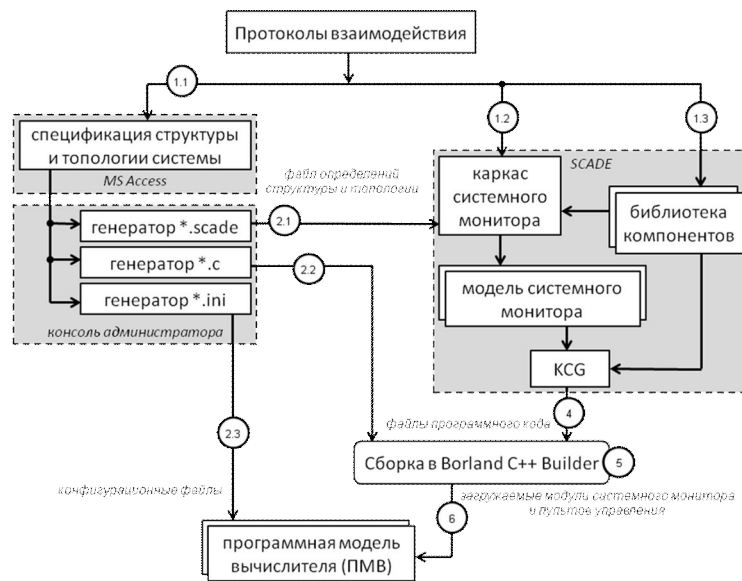 Протоколы взаимодействия
1.1
1.2
1.3
спецификация структуры
и топологии системы
MS Access
файл определений
структуры и топологии
SCADE
каркас
системного
монитора
библиотека
компонентов
генератор *.scade
2.1
генератор *.c
2.2
генератор *.ini
консоль администратора
модель системного
монитора
KCG
4
файлы программного кода
2.3
Сборка в Borland C++ Builder
5
конфигурационные файлы
6
загружаемые модули системного монитора
и пультов управления
программная модель
вычислителя (ПМВ)